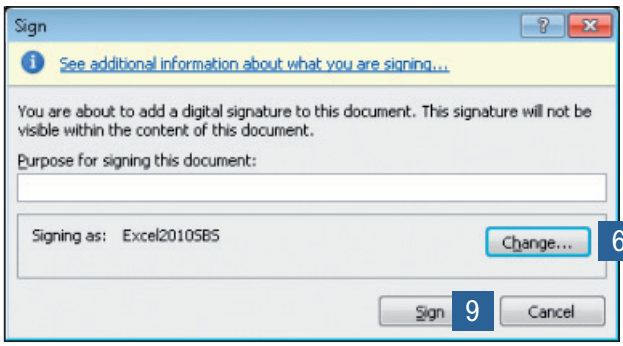 Sign
?
See additional information about what you are signing...
You are about to add a digital signature to this document. This signature will not be
visible within the content of this document.
Purpose for signing this document:
Signing as: Excel2010SBS
Change... 6
Sign 9 Cancel